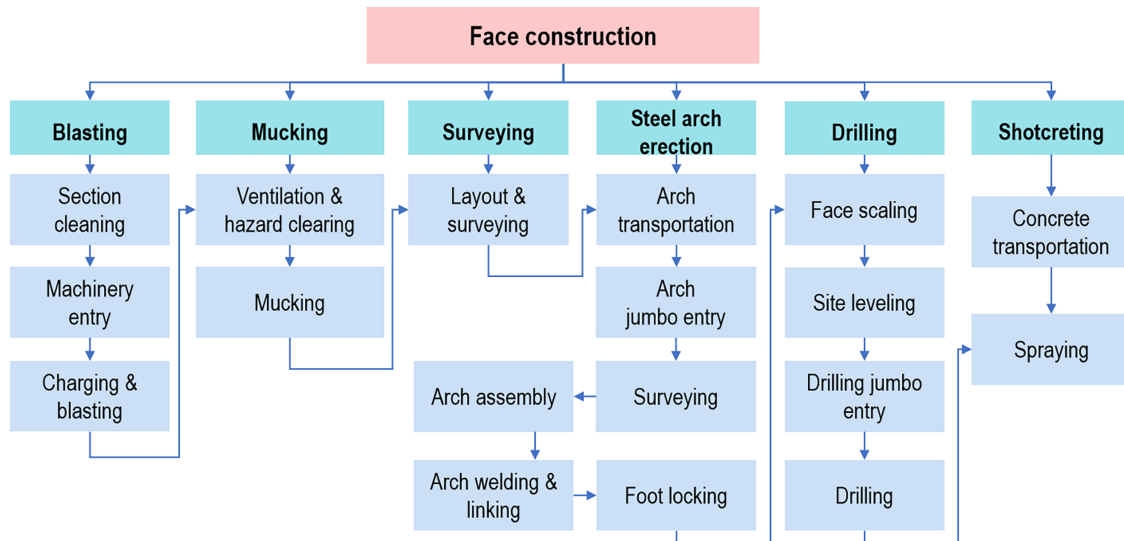 Face construction
Blasting
Mucking
Surveying
Steel arch
erection
Drilling
Shotcreting
Section
cleaning
Machinery
entry
Charging &
blasting
Ventilation &
hazard clearing
Mucking
Layout &
surveying
Arch
transportation
Arch
jumbo entry
Surveying
Arch assembly
Arch welding &
linking
Foot locking
Face scaling
Site leveling
Drilling jumbo
entry
Drilling
Concrete
transportation
Spraying